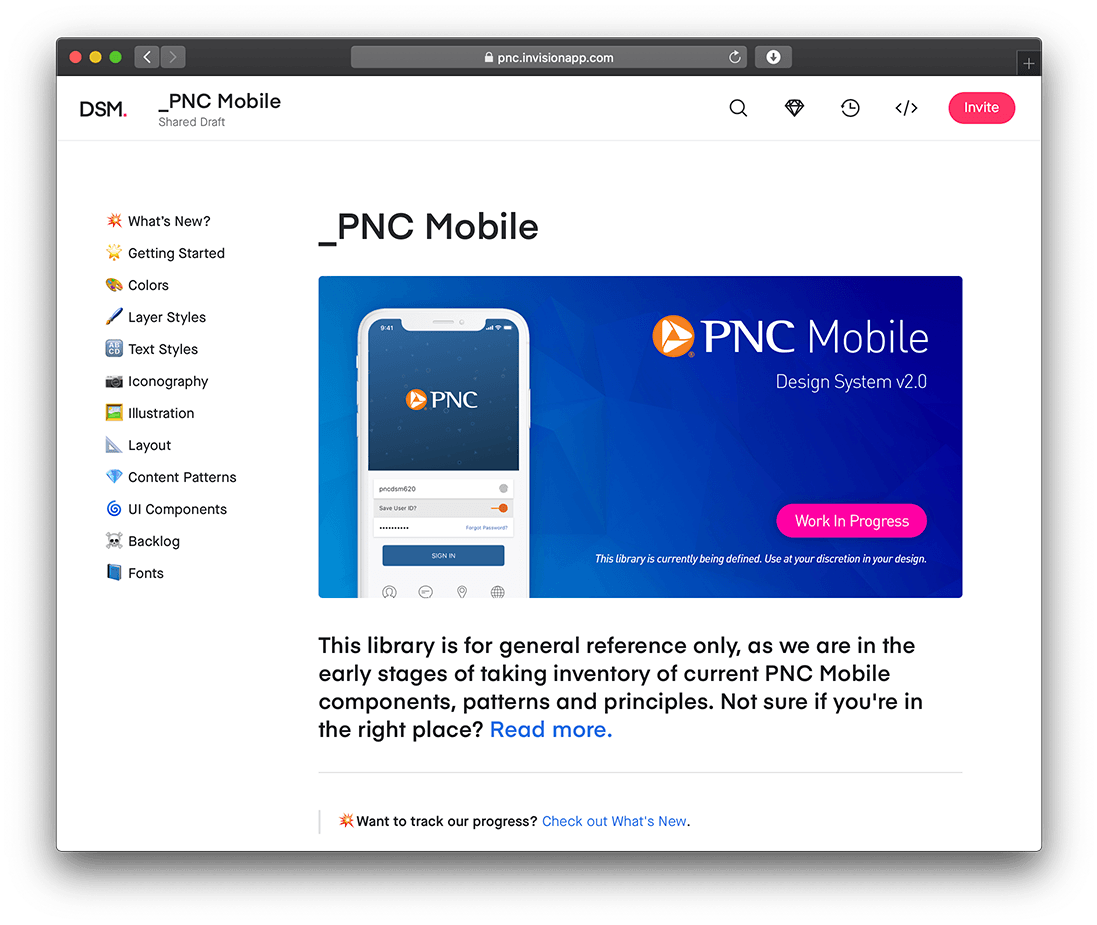 pnc.invisionapp.com
DSM.
_PNC Mobile
Shared Draft
</>
Invite
What's New?
Getting Started
Colors
Layer Styles
Text Styles
Iconography
Illustration
Layout
Content Patterns
UI Components
Backlog
Fonts
_PNC Mobile
9:41
PNC
pncdsm620
Save User ID?
••••••••••
Forgot Password?
SIGN IN
PNC Mobile
Design System v2.0
Work In Progress
This library is currently being defined. Use at your discretion in your design.
This library is for general reference only, as we are in the
early stages of taking inventory of current PNC Mobile
components, patterns and principles. Not sure if you're in
the right place? Read more.
Want to track our progress? Check out What's New.